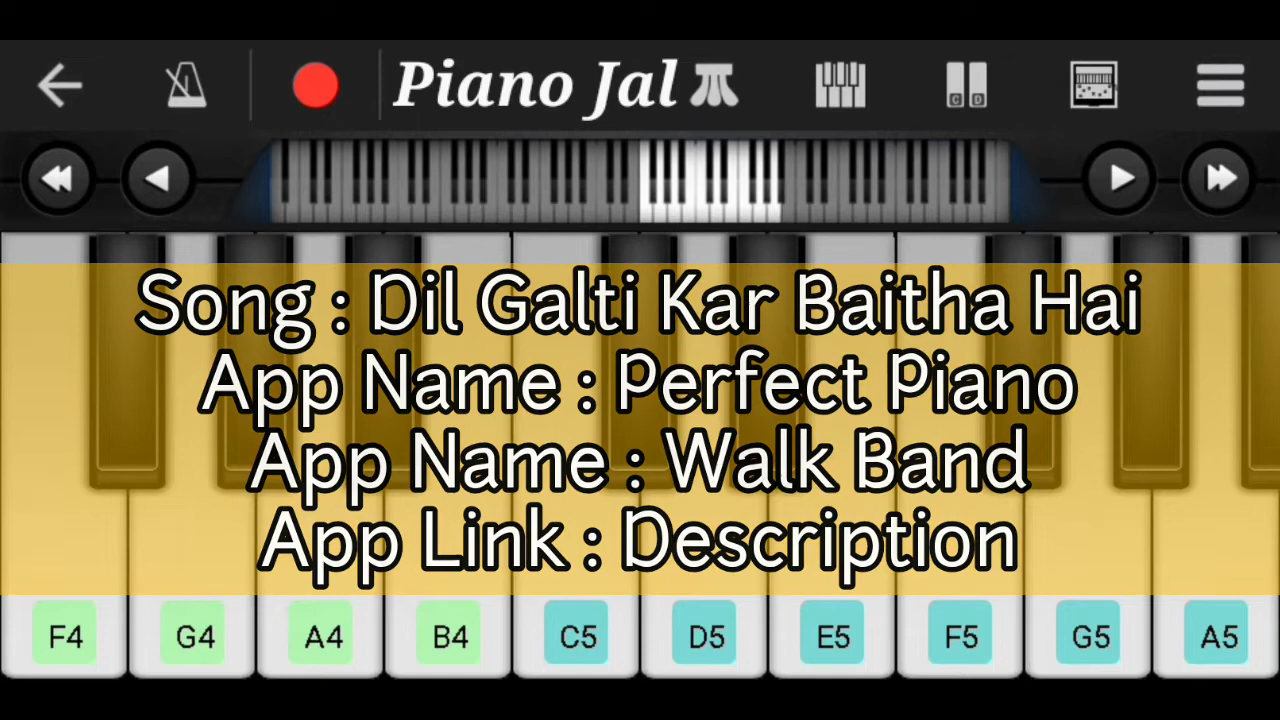 Piano Jal
C D
Song : Dil Galti Kar Baitha Hai
App Name : Perfect Piano
App Name : Walk Band
App Link : Description
F4 G4 A4 B4 C5 D5 E5 F5 G5 A5